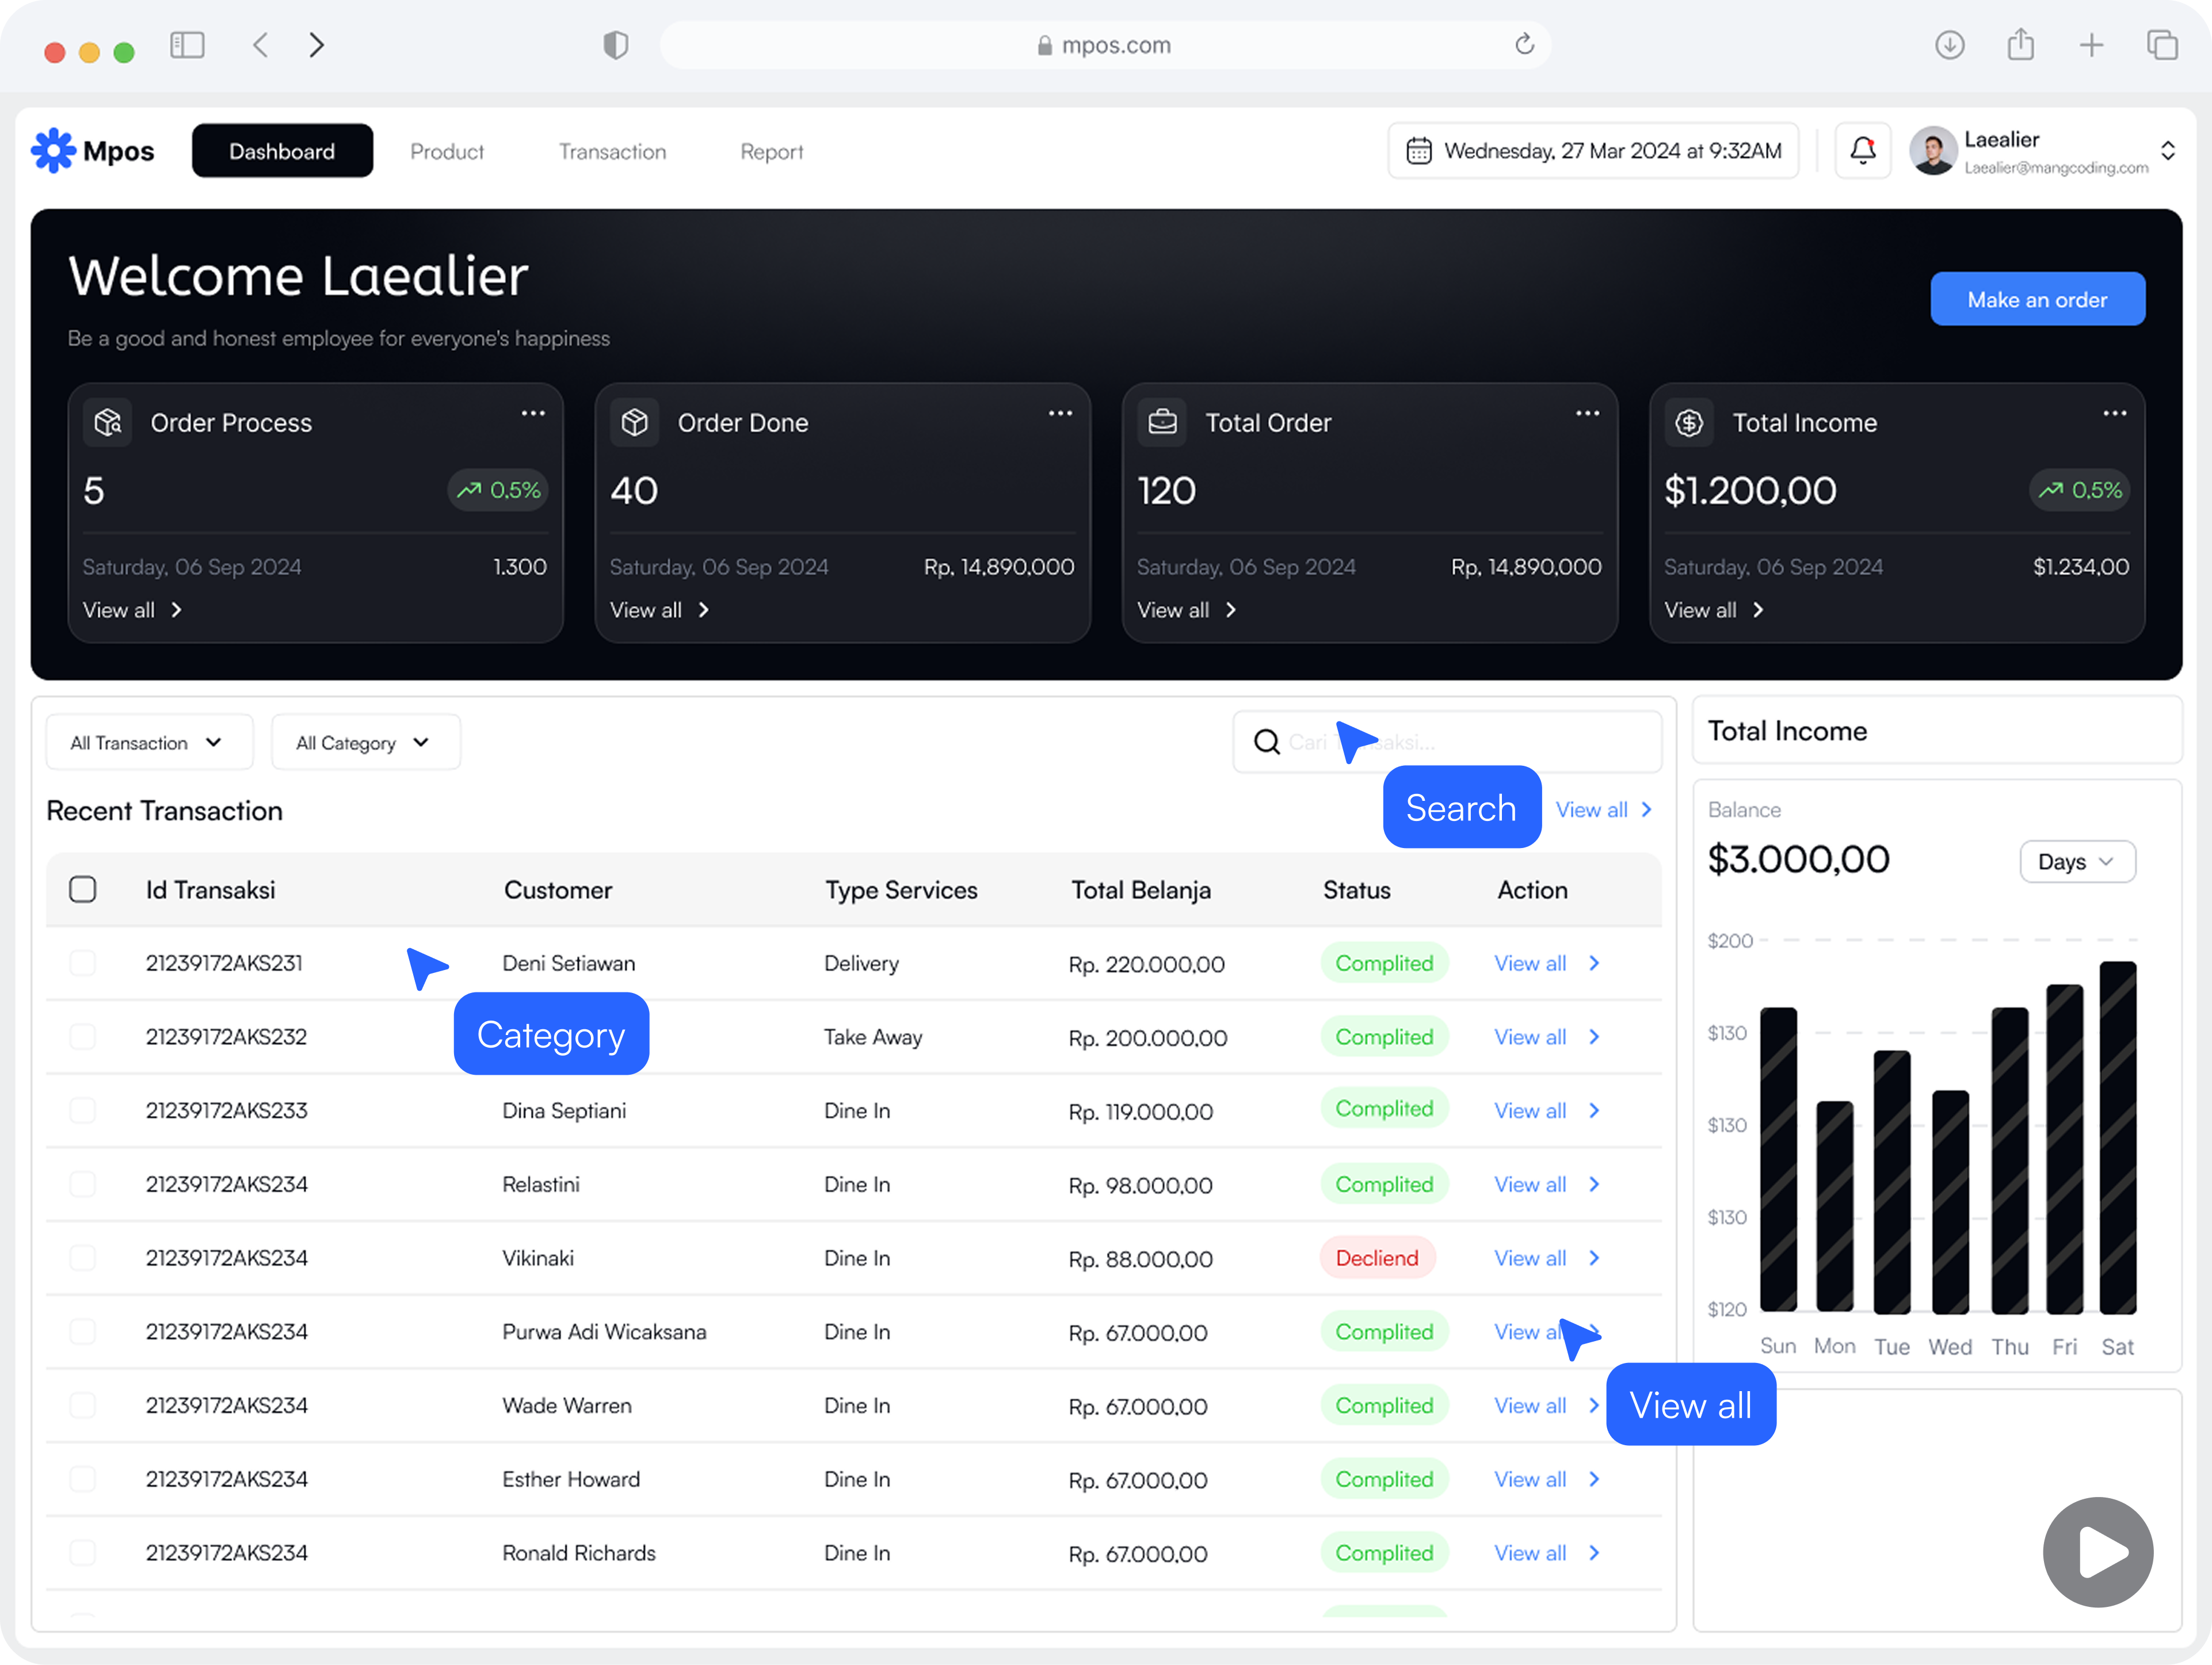 mpos.com
Mpos
Dashboard
Product
Transaction
Report
Wednesday, 27 Mar 2024 at 9:32AM
Laealier
Laealier@mangcoding.com
Welcome Laealier
Be a good and honest employee for everyone's happiness
Make an order
Order Process
5
0.5%
Saturday, 06 Sep 2024
1.300
View all
Order Done
40
Saturday, 06 Sep 2024
Rp, 14,890,000
View all
Total Order
120
Saturday, 06 Sep 2024
Rp, 14,890,000
View all
Total Income
$1.200,00
0,5%
Saturday, 06 Sep 2024
$1.234,00
View all
All Transaction
All Category
Cari
Search
Recent Transaction
View all
Id Transaksi Customer Type Services Total Belanja Status Action
21239172AKS231 Deni Setiawan Delivery Rp. 220.000,00 Complited View all
Category
21239172AKS232 Take Away Rp. 200.000,00 Complited View all
21239172AKS233 Dina Septiani Dine In Rp. 119.000,00 Complited View all
21239172AKS234 Relastini Dine In Rp. 98.000,00 Complited View all
21239172AKS234 Vikinaki Dine In Rp. 88.000,00 Decliend View all
21239172AKS234 Purwa Adi Wicaksana Dine In Rp. 67.000,00 Complited View all
View all
21239172AKS234 Wade Warren Dine In Rp. 67.000,00 Complited View all
21239172AKS234 Esther Howard Dine In Rp. 67.000,00 Complited View all
21239172AKS234 Ronald Richards Dine In Rp. 67.000,00 Complited View all
Total Income
Balance
$3.000,00
Days
$200
$130
$130
$130
$120
Sun Mon Tue Wed Thu Fri Sat